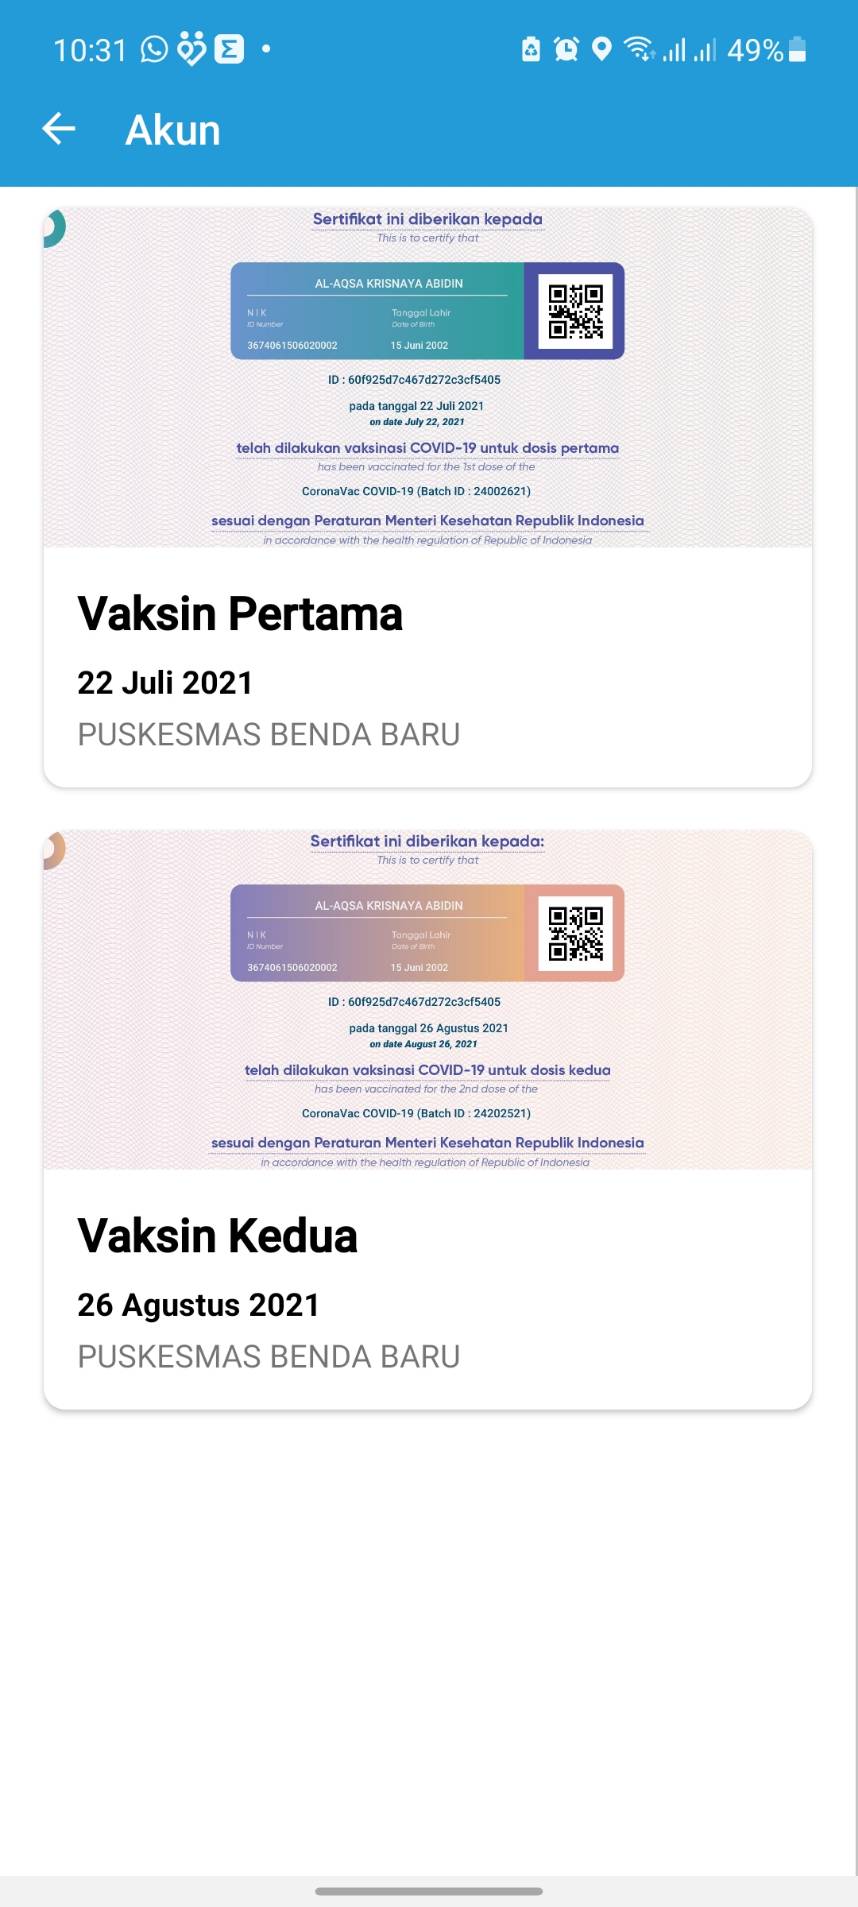 10:31
49%
Akun
Sertifikat ini diberikan kepada
This is to certify that
AL-AQSA KRISNAYA ABIDIN
NIK
Tanggal Lahir
ID Number
Date of Birth
3674061506020002
15 Juni 2002
ID : 60f925d7c467d272c3cf5405
pada tanggal 22 Juli 2021
on date July 22, 2021
telah dilakukan vaksinasi COVID-19 untuk dosis pertama
has been vaccinated for the 1st dose of the
CoronaVac COVID-19 (Batch ID : 24002621)
sesuai dengan Peraturan Menteri Kesehatan Republik Indonesia
in accordance with the health regulation of Republic of Indonesia
Vaksin Pertama
22 Juli 2021
PUSKESMAS BENDA BARU
Sertifikat ini diberikan kepada:
This is to certify that
AL-AQSA KRISNAYA ABIDIN
NIK
Tanggal Lahir
ID Number
Date of Birth
3674061506020002
15 Juni 2002
ID : 60f925d7c467d272c3cf5405
pada tanggal 26 Agustus 2021
on date August 26, 2021
telah dilakukan vaksinasi COVID-19 untuk dosis kedua
has been vaccinated for the 2nd dose of the
CoronaVac COVID-19 (Batch ID : 24202521)
sesuai dengan Peraturan Menteri Kesehatan Republik Indonesia
in accordance with the health regulation of Republic of Indonesia
Vaksin Kedua
26 Agustus 2021
PUSKESMAS BENDA BARU